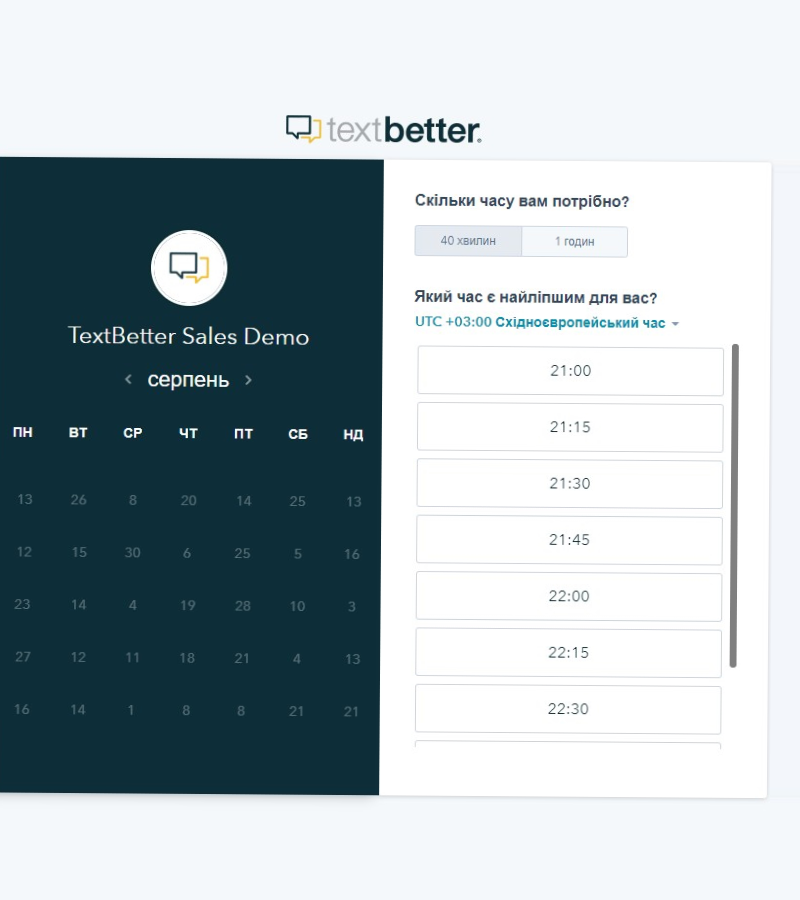 textbetter.
TextBetter Sales Demo
серпень
ПН ВТ СР ЧТ ПТ СБ НД
13 26 8 20 14 25 13
12 15 30 6 25 5 16
23 14 4 19 28 10 3
27 12 11 18 21 4 13
16 14 1 8 8 21 21
Скільки часу вам потрібно?
40 хвилин 1 годин
Який час є найліпшим для вас?
UTC +03:00 Східноєвропейський час
21:00
21:15
21:30
21:45
22:00
22:15
22:30